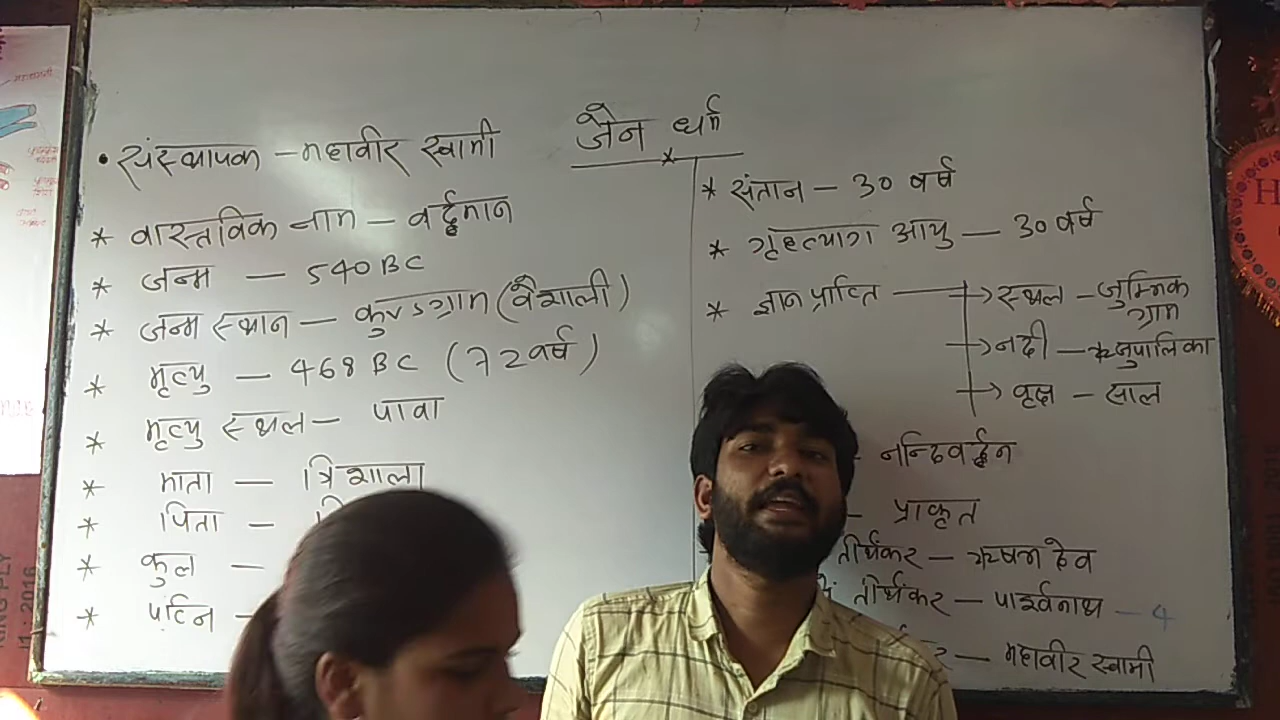 जैन धर्म
• संस्थापक – महावीर स्वामी
* वास्तविक नाम – वर्द्धमान
* जन्म – 540 BC
* जन्म स्थान – कुण्डग्राम (वैशाली)
* मृत्यु – 468 BC (72 वर्ष)
* मृत्यु स्थल – पावा
* माता – त्रिशाला
* पिता –
* कुल –
* पत्नि –
* संतान – 30 वर्ष
* गृहत्याग आयु – 30 वर्ष
* ज्ञान प्राप्ति → स्थल – जुम्भिक ग्राम
→ नदी – ऋजुपालिका
→ वृक्ष – साल
– नन्दिवर्द्धन
– प्राकृत
तीर्थंकर – ऋषभ देव
तीर्थंकर – पार्श्वनाथ – 4
– महावीर स्वामी